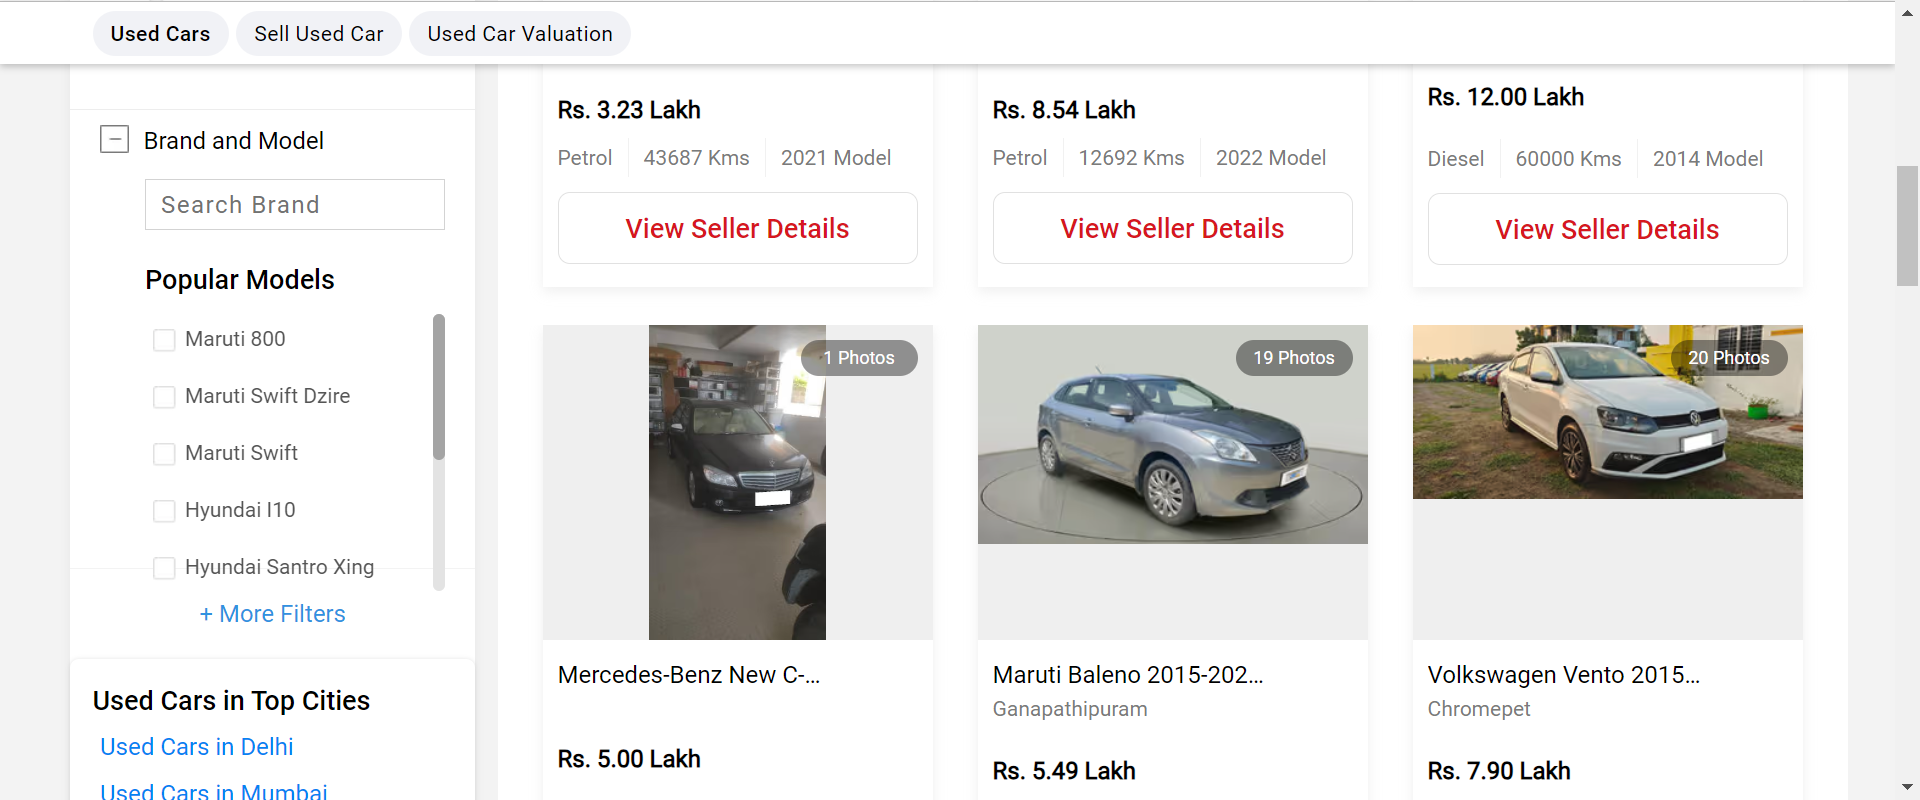 Used Cars
Sell Used Car
Used Car Valuation
Brand and Model
Search Brand
Popular Models
Maruti 800
Maruti Swift Dzire
Maruti Swift
Hyundai I10
Hyundai Santro Xing
+ More Filters
Used Cars in Top Cities
Used Cars in Delhi
Used Cars in Mumbai
Rs. 3.23 Lakh
Petrol 43687 Kms 2021 Model
View Seller Details
Rs. 8.54 Lakh
Petrol 12692 Kms 2022 Model
View Seller Details
Rs. 12.00 Lakh
Diesel 60000 Kms 2014 Model
View Seller Details
1 Photos
Mercedes-Benz New C-...
Rs. 5.00 Lakh
19 Photos
Maruti Baleno 2015-202...
Ganapathipuram
Rs. 5.49 Lakh
20 Photos
Volkswagen Vento 2015...
Chromepet
Rs. 7.90 Lakh